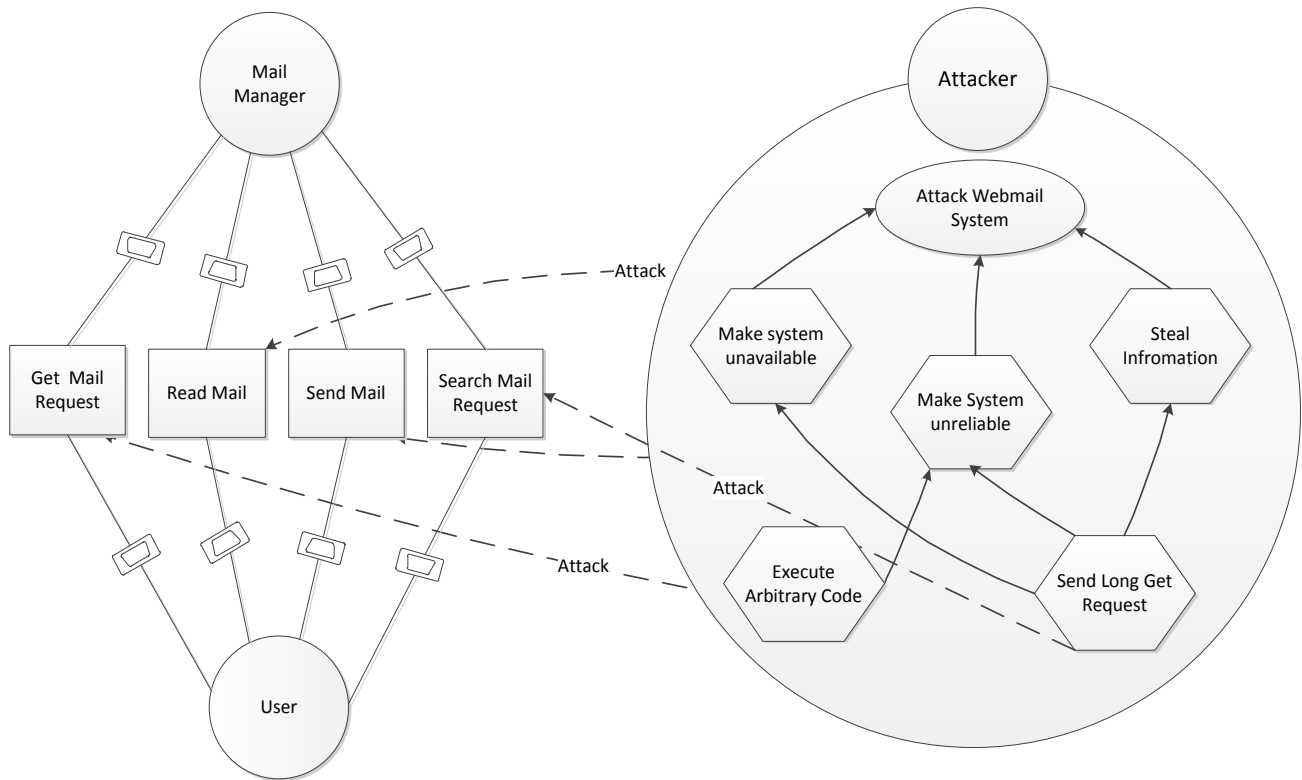 Mail
Manager
Attacker
Attack Webmail
System
Attack
Make system
unavailable
Steal
Infromation
Get  Mail
Request
Read Mail
Send Mail
Search Mail
Request
Make System
unreliable
Attack
Attack
Execute
Arbitrary Code
Send Long Get
Request
User